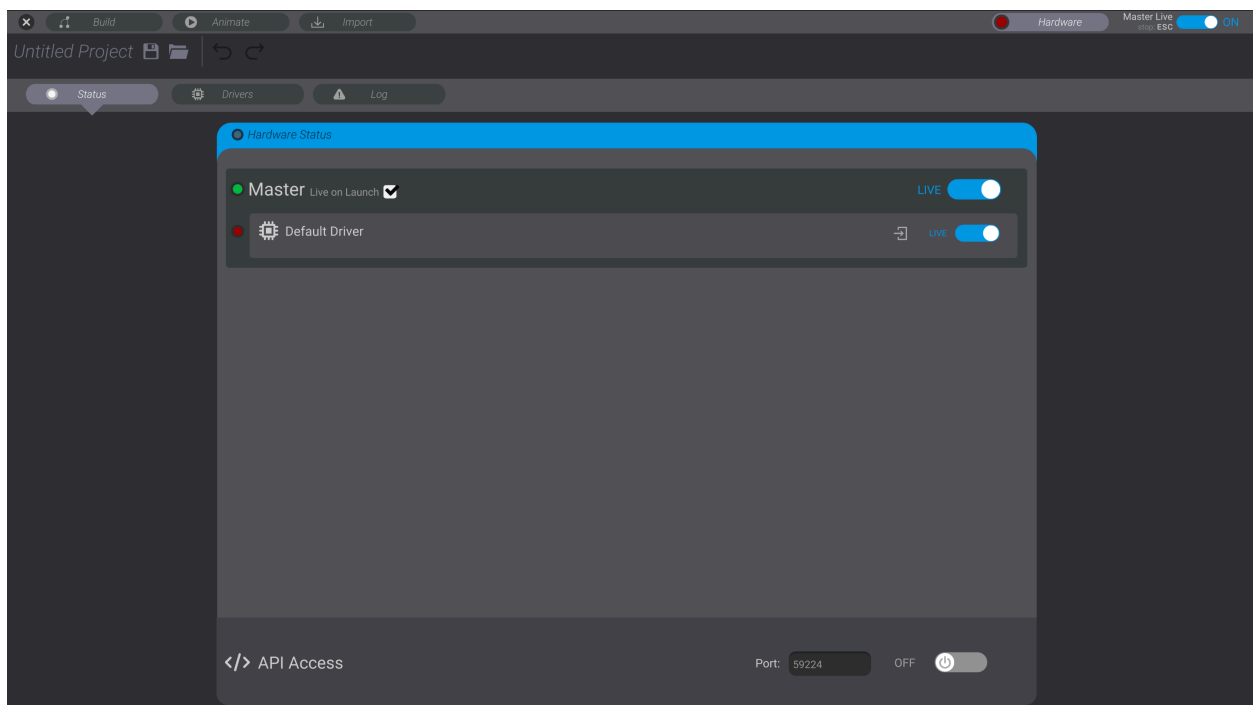 Build Animate Import Hardware Master Live ON
stop: ESC
Untitled Project
Status Drivers Log
Hardware Status
Master Live on Launch LIVE
Default Driver LIVE
</> API Access Port: 59224 OFF